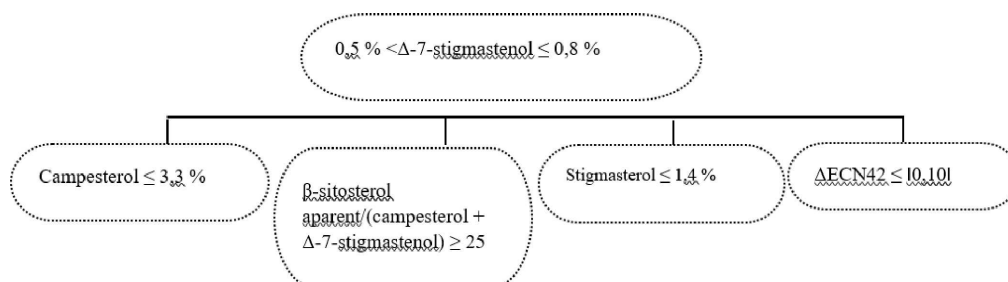 0,5 % <Δ-7-stigmastenol ≤ 0,8 %
Campesterol ≤ 3,3 %
β-sitosterol
aparent/(campesterol +
Δ-7-stigmastenol) ≥ 25
Stigmasterol ≤ 1,4 %
ΔECN42 ≤ |0,10|